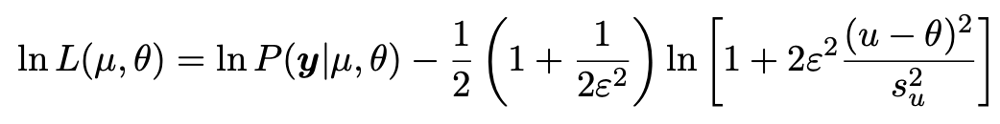 ln L(μ, θ) = ln P(y|μ, θ) − 1/2 (1 + 1/(2ε²)) ln [1 + 2ε² (u − θ)²/s_u²]